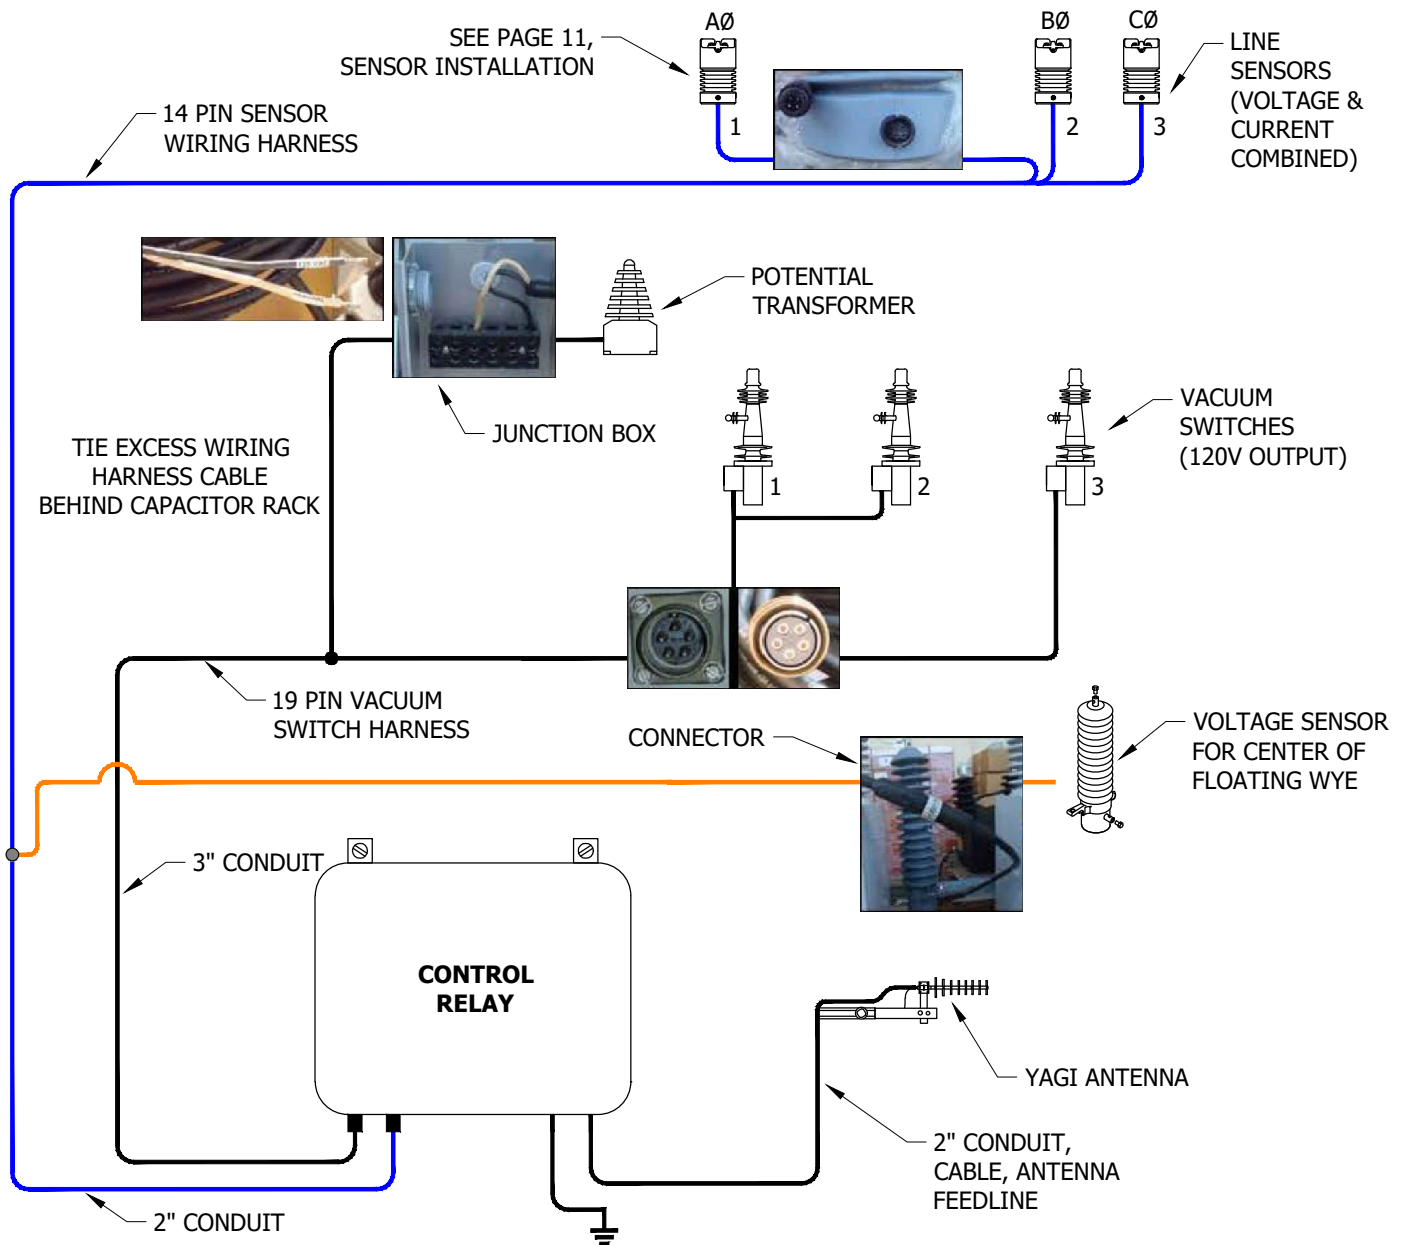 AØ
BØ
CØ
SEE PAGE 11,
SENSOR INSTALLATION
LINE
SENSORS
(VOLTAGE &
CURRENT
COMBINED)
1
2
3
14 PIN SENSOR
WIRING HARNESS
POTENTIAL
TRANSFORMER
JUNCTION BOX
TIE EXCESS WIRING
HARNESS CABLE
BEHIND CAPACITOR RACK
VACUUM
SWITCHES
(120V OUTPUT)
1
2
3
19 PIN VACUUM
SWITCH HARNESS
CONNECTOR
VOLTAGE SENSOR
FOR CENTER OF
FLOATING WYE
3" CONDUIT
CONTROL
RELAY
YAGI ANTENNA
2" CONDUIT,
CABLE, ANTENNA
FEEDLINE
2" CONDUIT